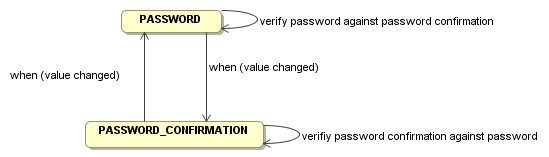 PASSWORD
verify password against password confirmation
when (value changed)
when (value changed)
PASSWORD_CONFIRMATION
verifiy password confirmation against password